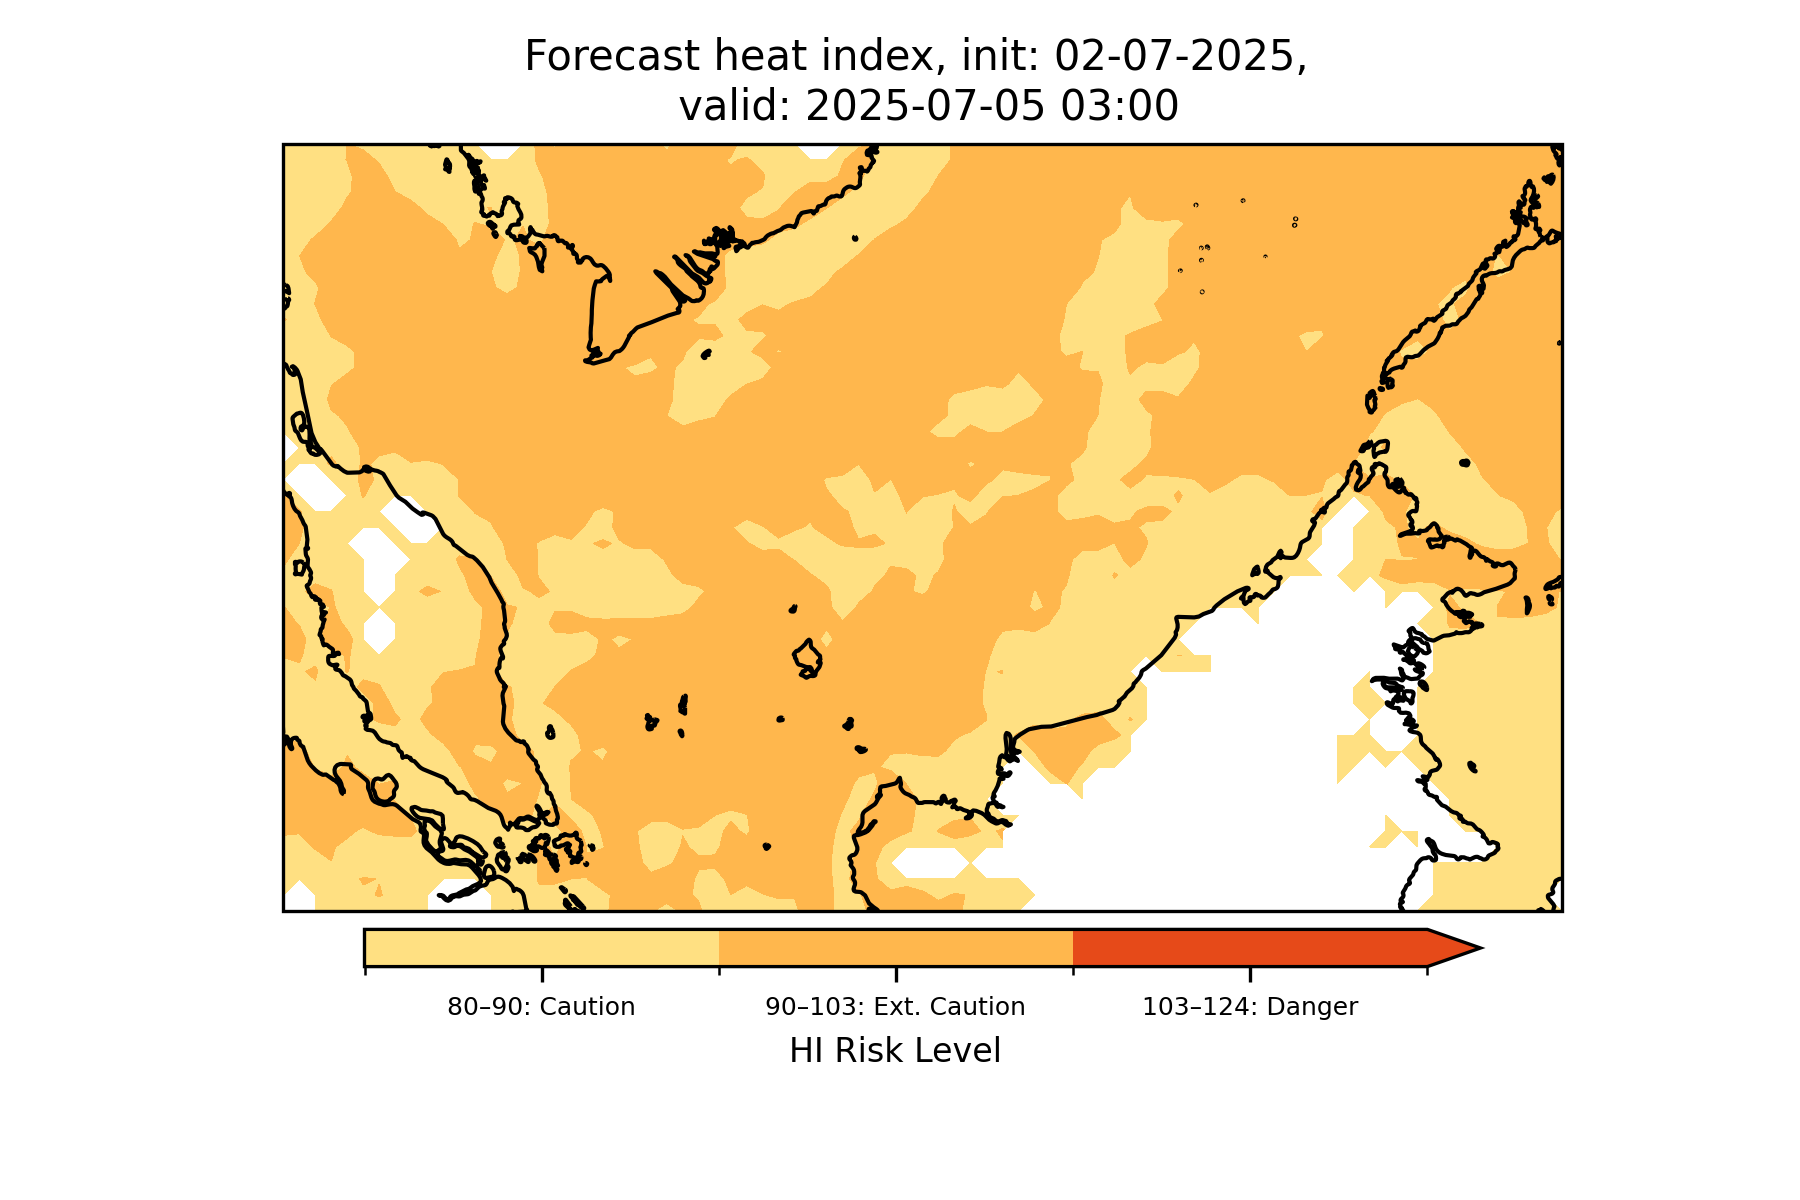 Forecast heat index, init: 02-07-2025,
valid: 2025-07-05 03:00
80–90: Caution
90–103: Ext. Caution
103–124: Danger
HI Risk Level